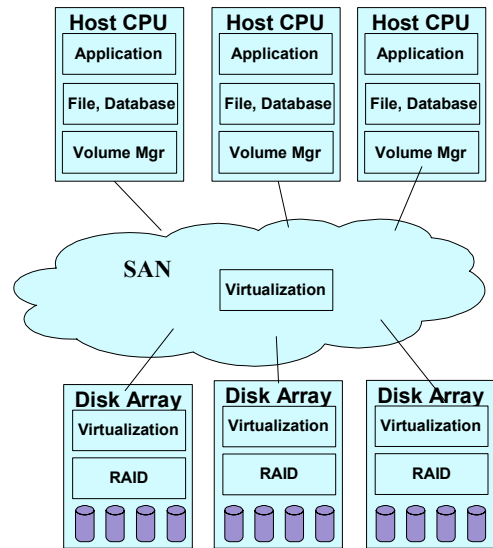 Host CPU
Application
File, Database
Volume Mgr
Host CPU
Application
File, Database
Volume Mgr
Host CPU
Application
File, Database
Volume Mgr
SAN
Virtualization
Disk Array
Virtualization
RAID
Disk Array
Virtualization
RAID
Disk Array
Virtualization
RAID